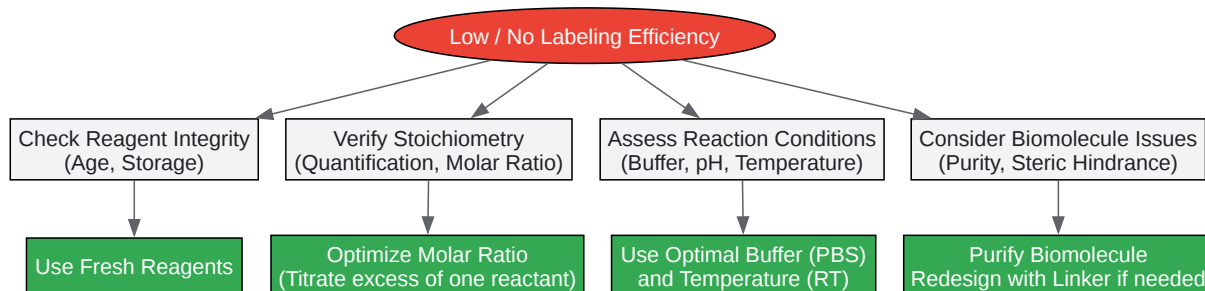 Low / No Labeling Efficiency
Check Reagent Integrity
(Age, Storage)
Verify Stoichiometry
(Quantification, Molar Ratio)
Assess Reaction Conditions
(Buffer, pH, Temperature)
Consider Biomolecule Issues
(Purity, Steric Hindrance)
Use Fresh Reagents
Optimize Molar Ratio
(Titrate excess of one reactant)
Use Optimal Buffer (PBS)
and Temperature (RT)
Purify Biomolecule
Redesign with Linker if needed